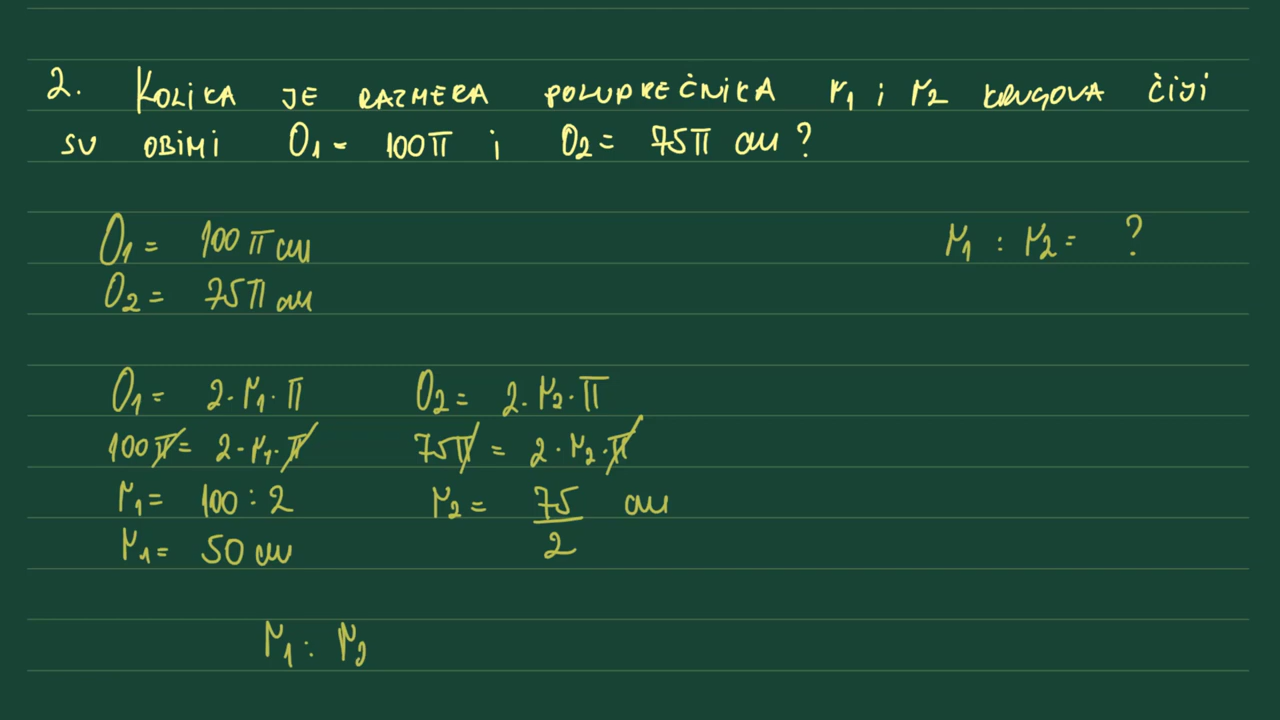 2. KOLIKA JE RAZMERA POLUPREČNIKA r1 i r2 KRUGOVA ČIJI
SU OBIMI O1 = 100π i O2 = 75π cm?
O1 = 100π cm r1 : r2 = ?
O2 = 75π cm
O1 = 2·r1·π O2 = 2·r2·π
100π = 2·r1·π 75π = 2·r2·π
r1 = 100:2 r2 = 75/2 cm
r1 = 50 cm
r1 : r2